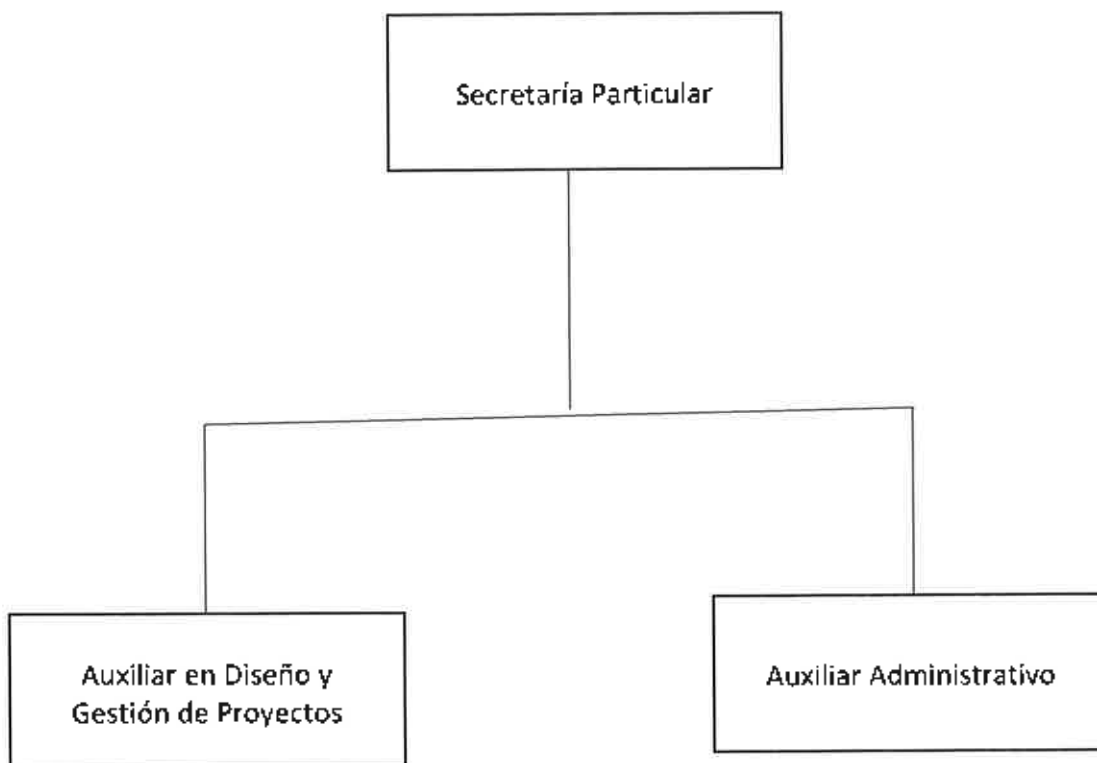 Secretaría Particular
Auxiliar en Diseño y
Gestión de Proyectos
Auxiliar Administrativo